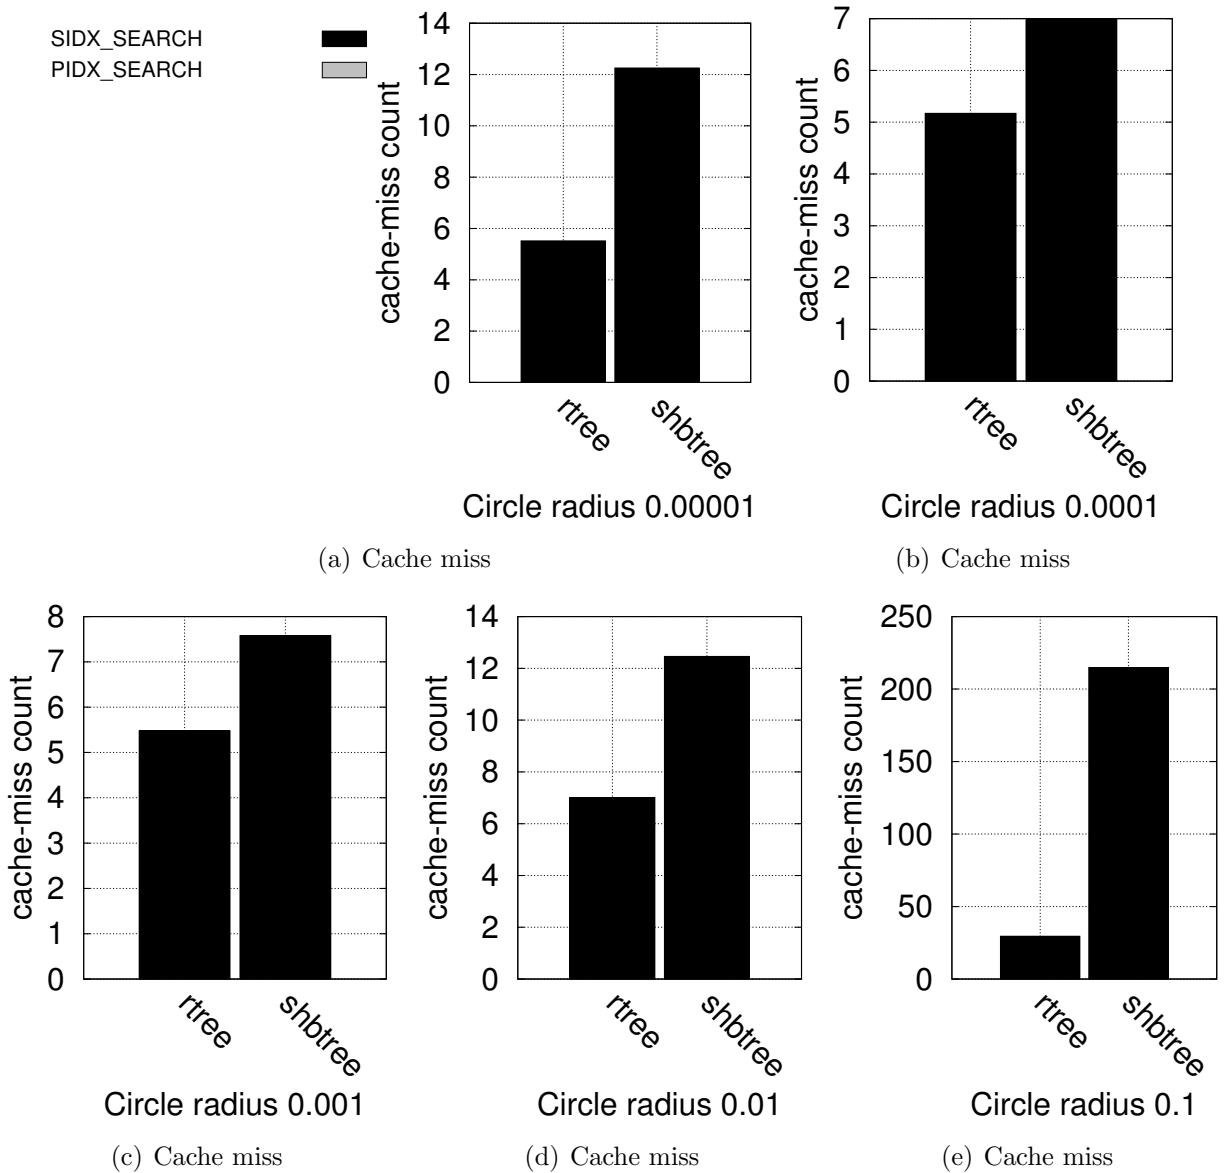 SIDX_SEARCH
PIDX_SEARCH
cache-miss count
14
12
10
8
6
4
2
0
rtree
shbtree
Circle radius 0.00001
(a) Cache miss
cache-miss count
7
6
5
4
3
2
1
0
rtree
shbtree
Circle radius 0.0001
(b) Cache miss
cache-miss count
8
7
6
5
4
3
2
1
0
rtree
shbtree
Circle radius 0.001
(c) Cache miss
cache-miss count
14
12
10
8
6
4
2
0
rtree
shbtree
Circle radius 0.01
(d) Cache miss
cache-miss count
250
200
150
100
50
0
rtree
shbtree
Circle radius 0.1
(e) Cache miss